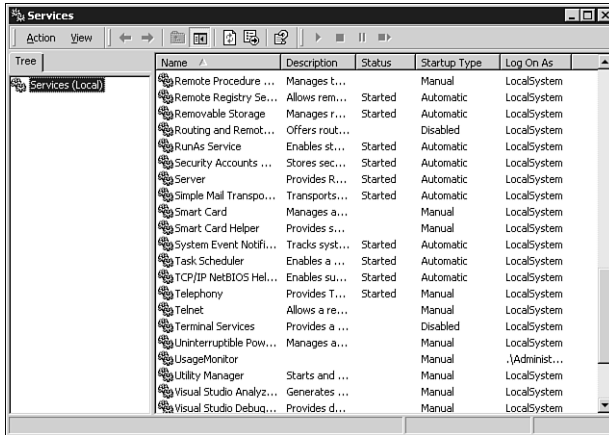 Services
Action View
Tree
Services (Local)
Name Description Status Startup Type Log On As
Remote Procedure ... Manages t... Manual LocalSystem
Remote Registry Se... Allows rem... Started Automatic LocalSystem
Removable Storage Manages r... Started Automatic LocalSystem
Routing and Remot... Offers rout... Disabled LocalSystem
RunAs Service Enables st... Started Automatic LocalSystem
Security Accounts ... Stores sec... Started Automatic LocalSystem
Server Provides R... Started Automatic LocalSystem
Simple Mail Transpo... Transports... Started Automatic LocalSystem
Smart Card Manages a... Manual LocalSystem
Smart Card Helper Provides s... Manual LocalSystem
System Event Notifi... Tracks syst... Started Automatic LocalSystem
Task Scheduler Enables a ... Started Automatic LocalSystem
TCP/IP NetBIOS Hel... Enables su... Started Automatic LocalSystem
Telephony Provides T... Started Manual LocalSystem
Telnet Allows a re... Manual LocalSystem
Terminal Services Provides a ... Disabled LocalSystem
Uninterruptible Pow... Manages a... Manual LocalSystem
UsageMonitor Manual .\Administ...
Utility Manager Starts and ... Manual LocalSystem
Visual Studio Analyz... Generates ... Manual LocalSystem
Visual Studio Debug... Provides d... Manual LocalSystem